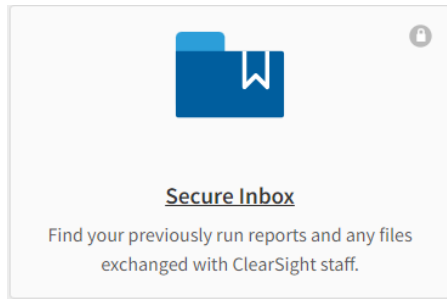 Secure Inbox
Find your previously run reports and any files
exchanged with ClearSight staff.